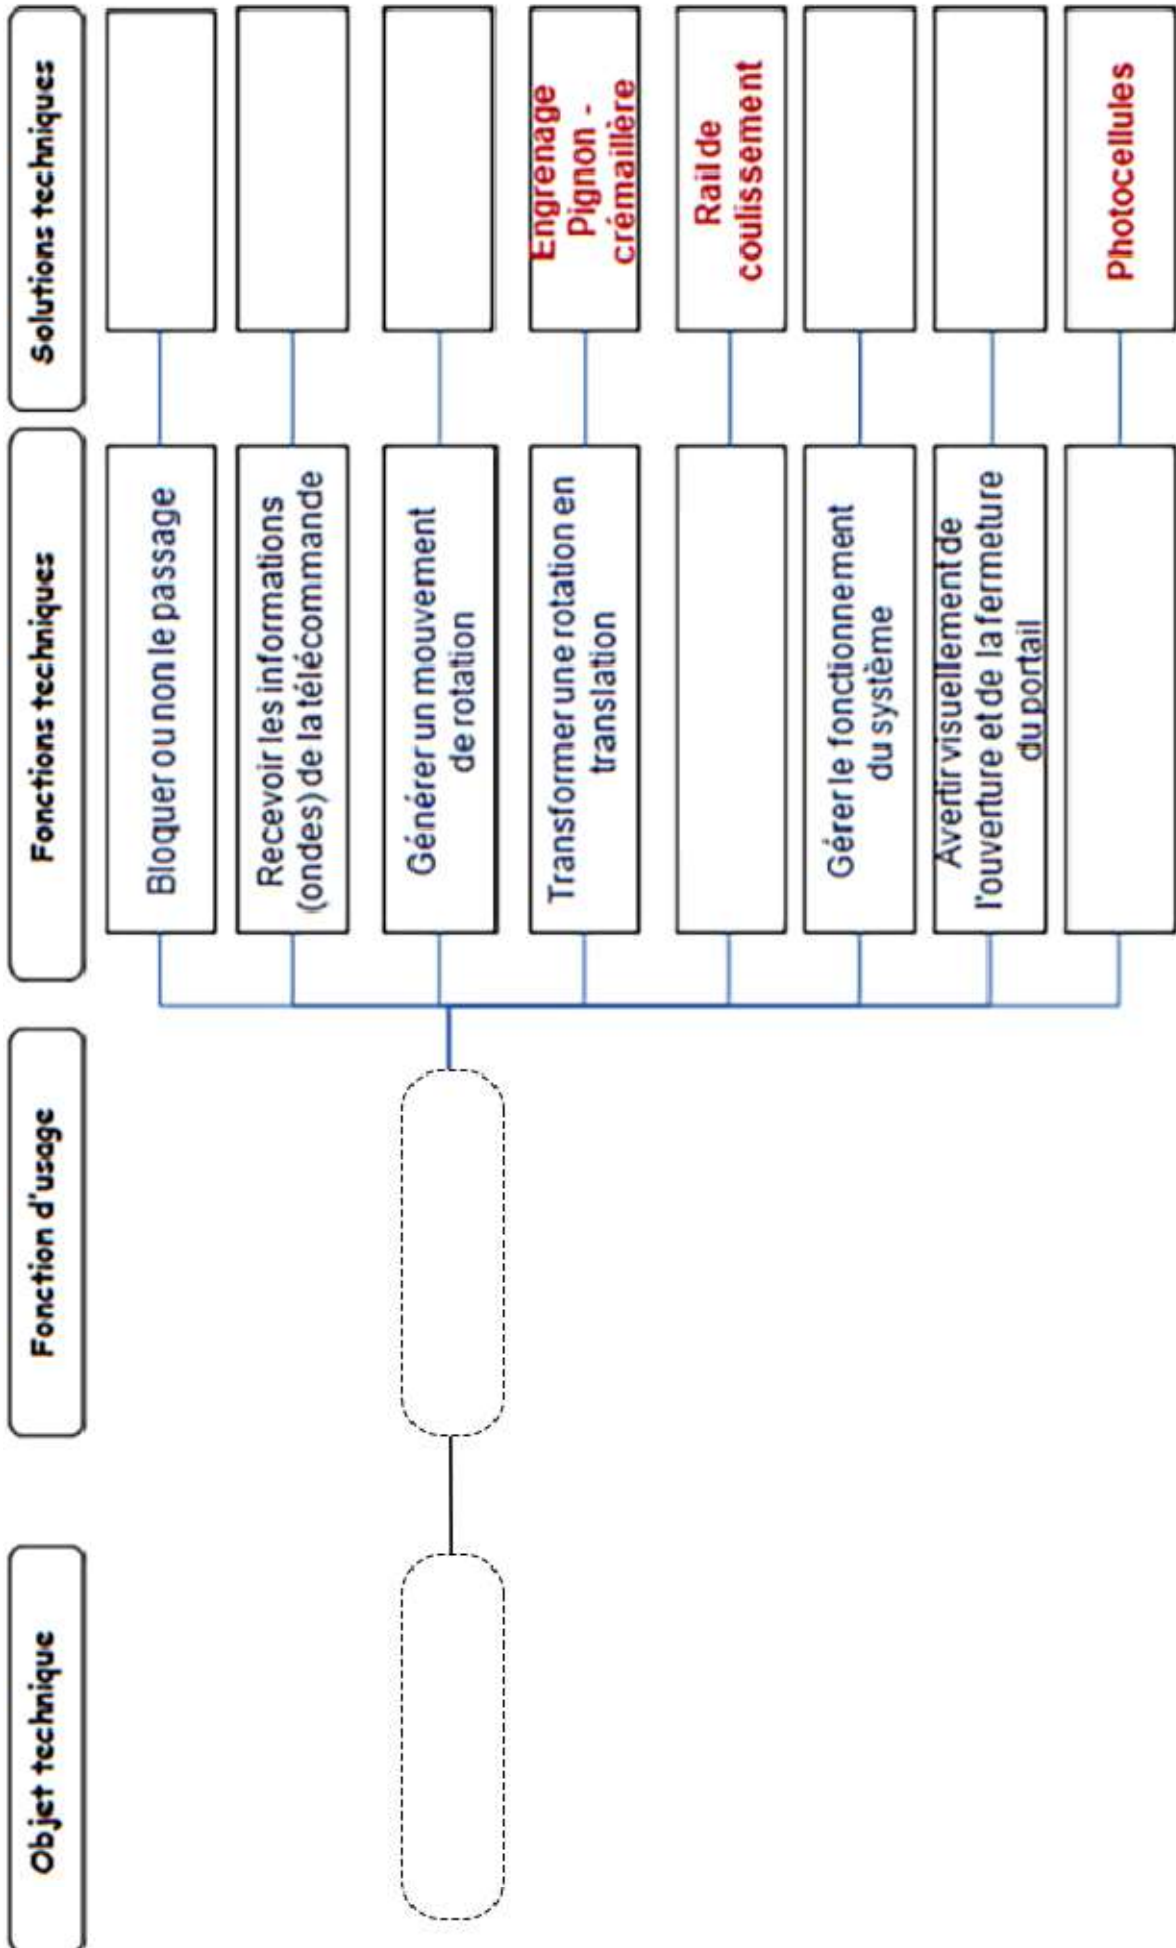 Objet technique
Fonction d'usage
Fonctions techniques
Solutions techniques
Bloquer ou non le passage
Recevoir les informations
(ondes) de la télécommande
Générer un mouvement
de rotation
Transformer une rotation en
translation
Engrenage
Pignon -
crémaillère
Rail de
coulissement
Gérer le fonctionnement
du système
Avertir visuellement de
l'ouverture et de la fermeture
du portail
Photocellules